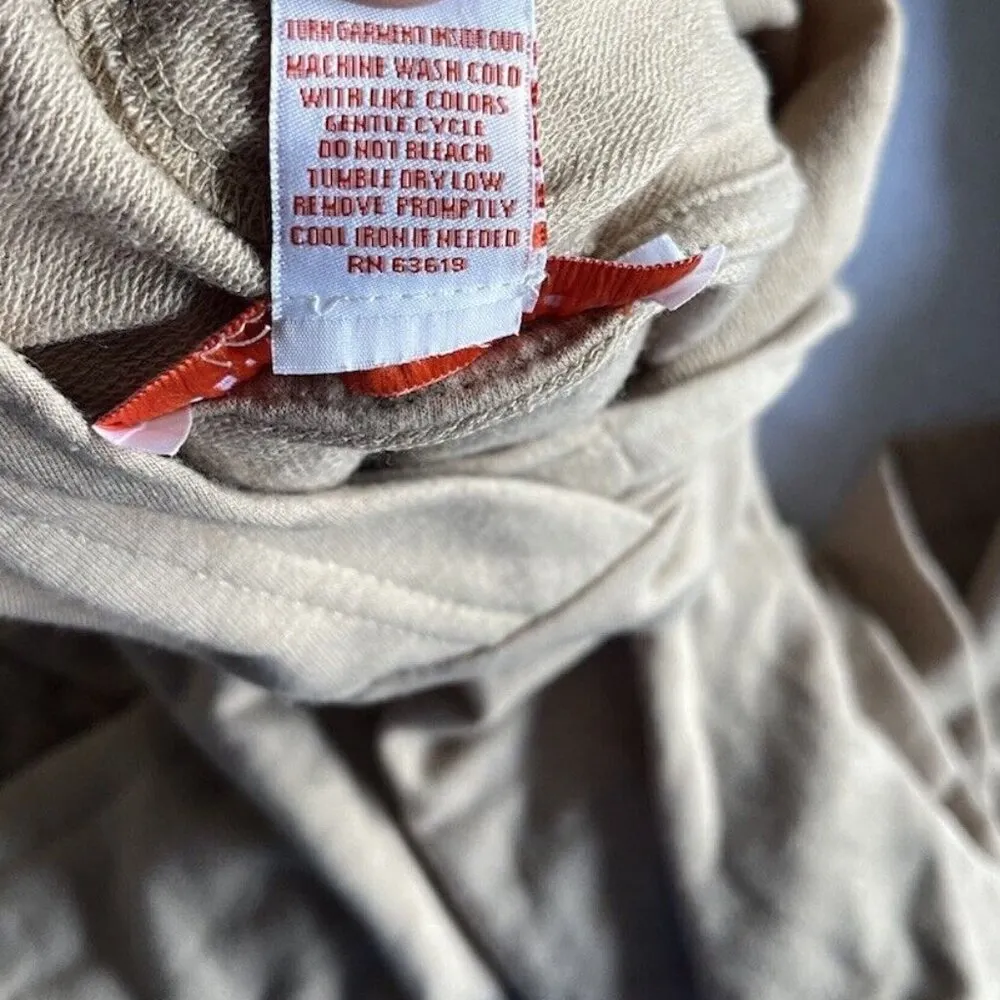 TURN GARMENT INSIDE OUT
MACHINE WASH COLD
WITH LIKE COLORS
GENTLE CYCLE
DO NOT BLEACH
TUMBLE DRY LOW
REMOVE PROMPTLY
COOL IRON IF NEEDED
RN 63619